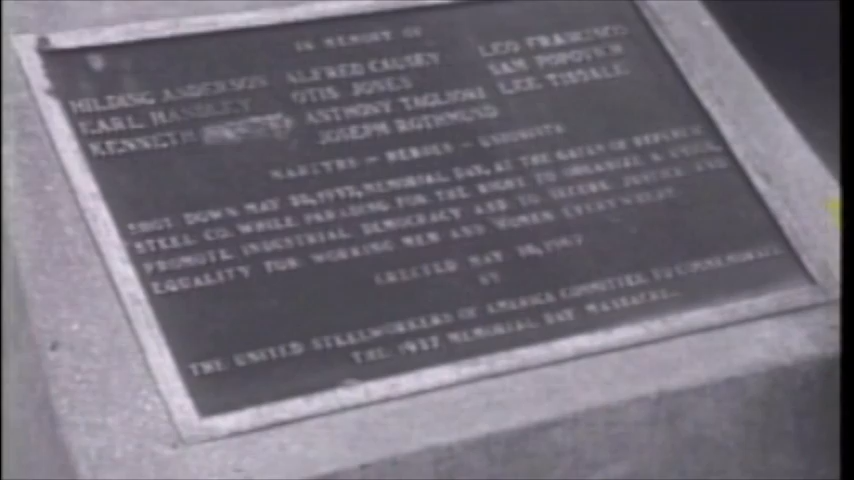 IN MEMORY OF
HILDING ANDERSON ALFRED CAUSEY LEO FRANCISCO
EARL HANDLEY OTIS JONES SAM POPOVICH
KENNETH ANTHONY TAGLIORI LEE TISDALE
JOSEPH ROTHMUND
MARTYRS - HEROES - UNIONISTS
SHOT DOWN MAY 30, 1937, MEMORIAL DAY, AT THE GATES OF REPUBLIC
STEEL CO. WHILE PARADING FOR THE RIGHT TO ORGANIZE A UNION,
PROMOTE INDUSTRIAL DEMOCRACY AND TO SECURE JUSTICE AND
EQUALITY FOR WORKING MEN AND WOMEN EVERYWHERE
ERECTED MAY
BY
THE UNITED STEELWORKERS OF AMERICA COMMITTEE TO COMMEMORATE
THE 1937 MEMORIAL DAY MASSACRE.